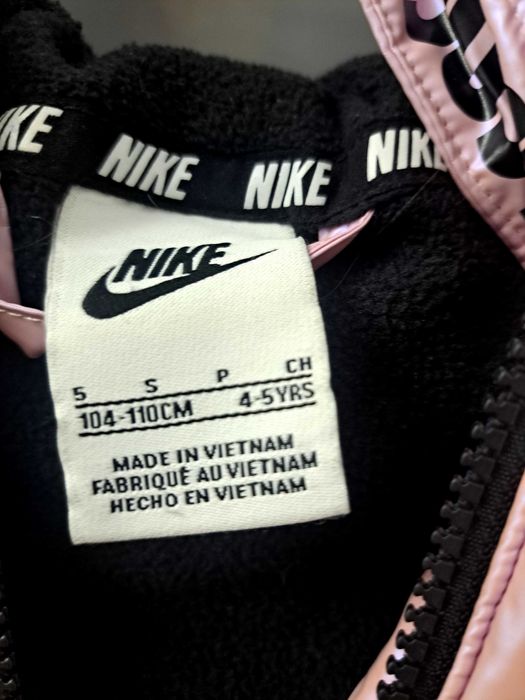 NIKE NIKE NIKE
NIKE
5 S P CH
104-110CM 4-5YRS
MADE IN VIETNAM
FABRIQUÉ AU VIETNAM
HECHO EN VIETNAM